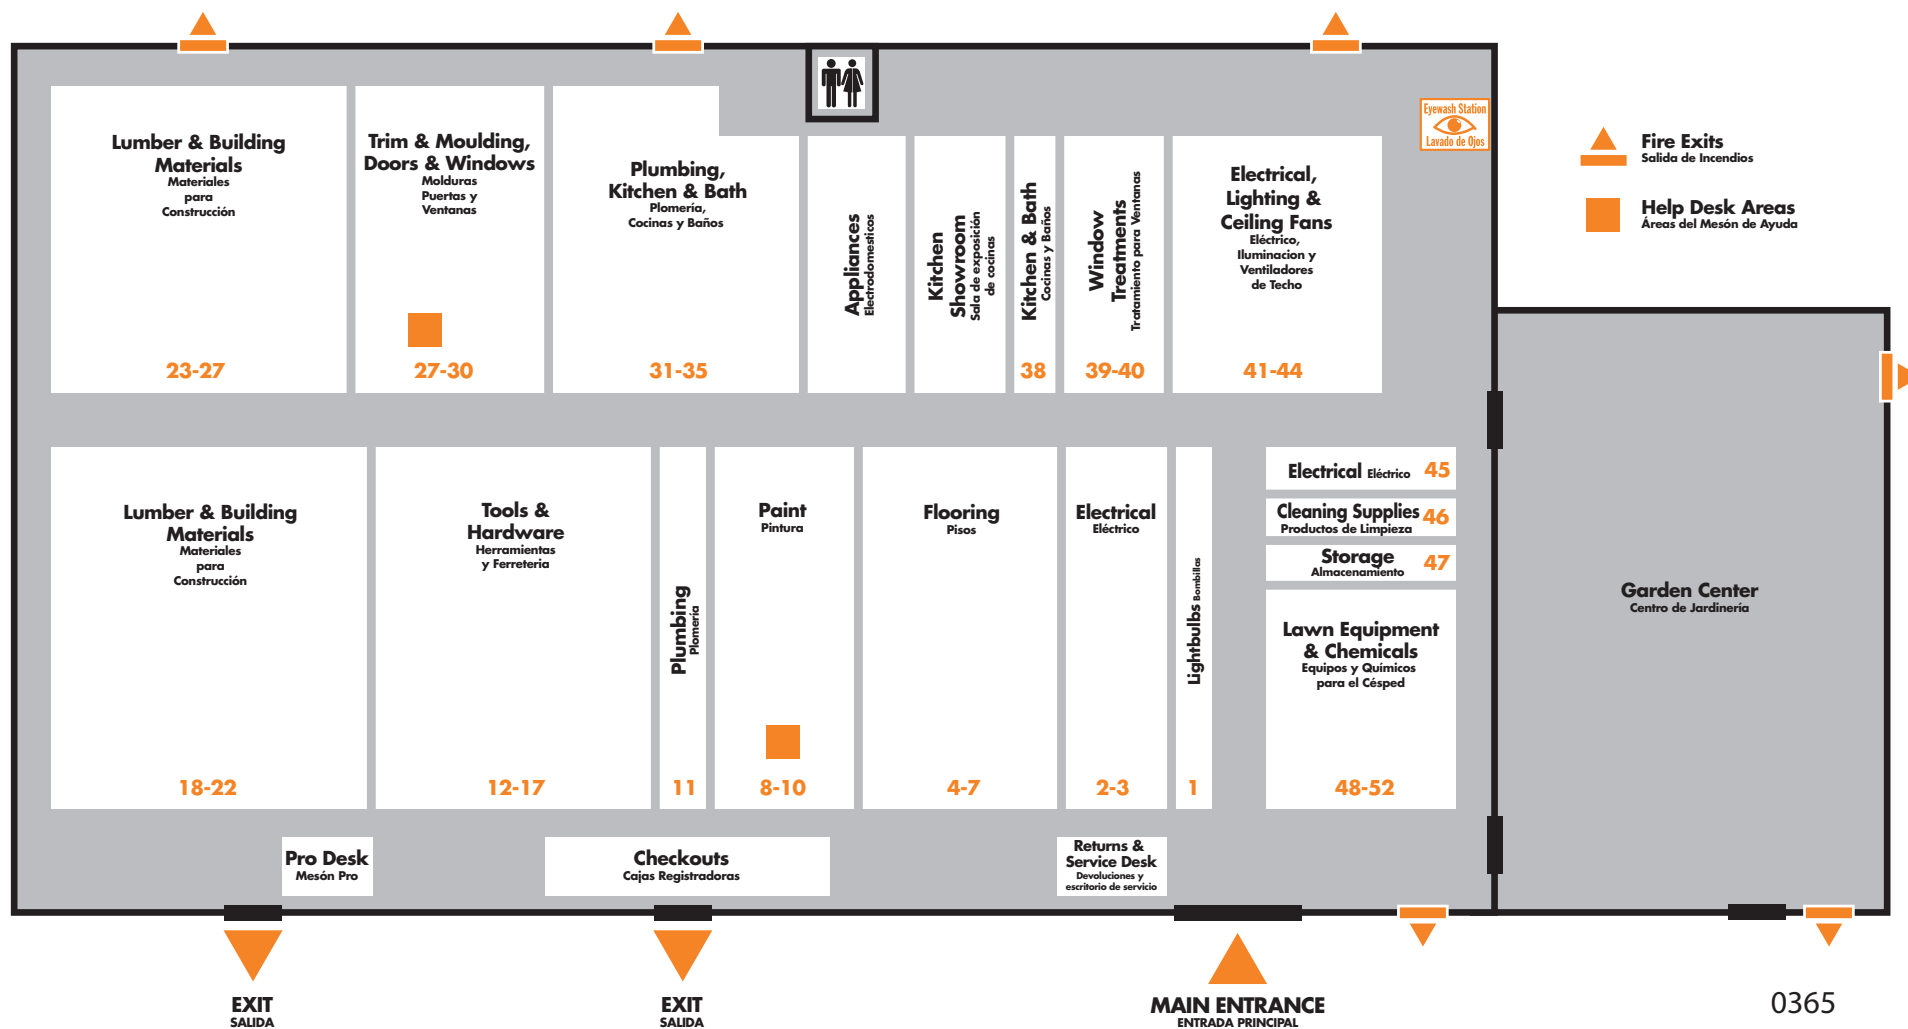 Eyewash Station
Lavado de Ojos
Fire Exits
Salida de Incendios
Help Desk Areas
Áreas del Mesón de Ayuda
Lumber & Building
Materials
Materiales
para
Construcción
23-27
Trim & Moulding,
Doors & Windows
Molduras
Puertas y
Ventanas
27-30
Plumbing,
Kitchen & Bath
Plomería,
Cocinas y Baños
31-35
Appliances
Electrodomesticos
Kitchen
Showroom
Sala de exposición
de cocinas
Kitchen & Bath
Cocinas y Baños
38
Window
Treatments
Tratamiento para Ventanas
39-40
Electrical,
Lighting &
Ceiling Fans
Eléctrico,
Iluminacion y
Ventiladores
de Techo
41-44
Lumber & Building
Materials
Materiales
para
Construcción
18-22
Tools &
Hardware
Herramientas
y Ferreteria
12-17
Plumbing
Plomería
11
Paint
Pintura
8-10
Flooring
Pisos
4-7
Electrical
Eléctrico
2-3
Lightbulbs Bombillas
1
Electrical Eléctrico 45
Cleaning Supplies 46
Productos de Limpieza
Storage 47
Almacenamiento
Lawn Equipment
& Chemicals
Equipos y Químicos
para el Césped
48-52
Garden Center
Centro de Jardinería
Pro Desk
Mesón Pro
Checkouts
Cajas Registradoras
Returns &
Service Desk
Devoluciones y
escritorio de servicio
EXIT
SALIDA
EXIT
SALIDA
MAIN ENTRANCE
ENTRADA PRINCIPAL
0365